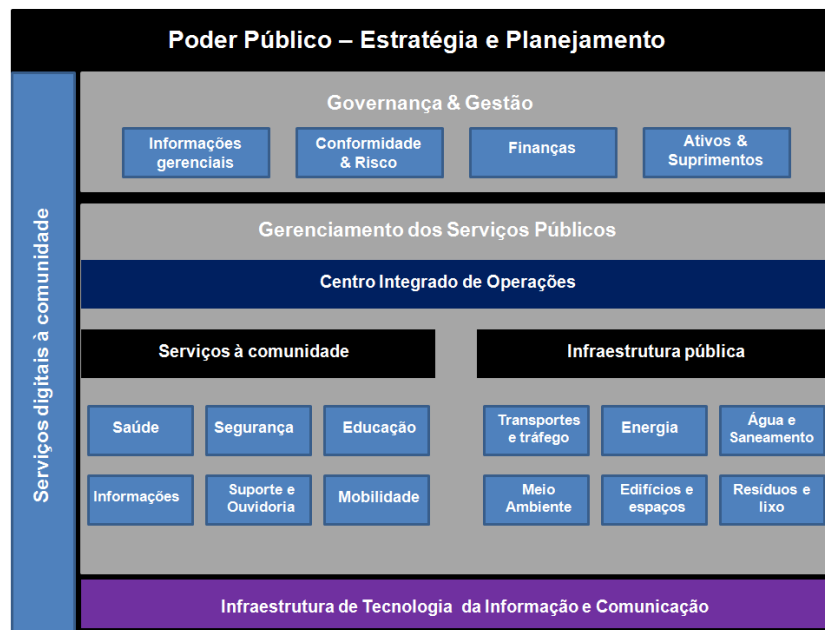 Poder Público – Estratégia e Planejamento
Serviços digitais à comunidade
Governança & Gestão
Informações
gerenciais
Conformidade
& Risco
Finanças
Ativos &
Suprimentos
Gerenciamento dos Serviços Públicos
Centro Integrado de Operações
Serviços à comunidade
Saúde
Segurança
Educação
Informações
Suporte e
Ouvidoria
Mobilidade
Infraestrutura pública
Transportes
e tráfego
Energia
Água e
Saneamento
Meio
Ambiente
Edifícios e
espaços
Resíduos e
lixo
Infraestrutura de Tecnologia da Informação e Comunicação